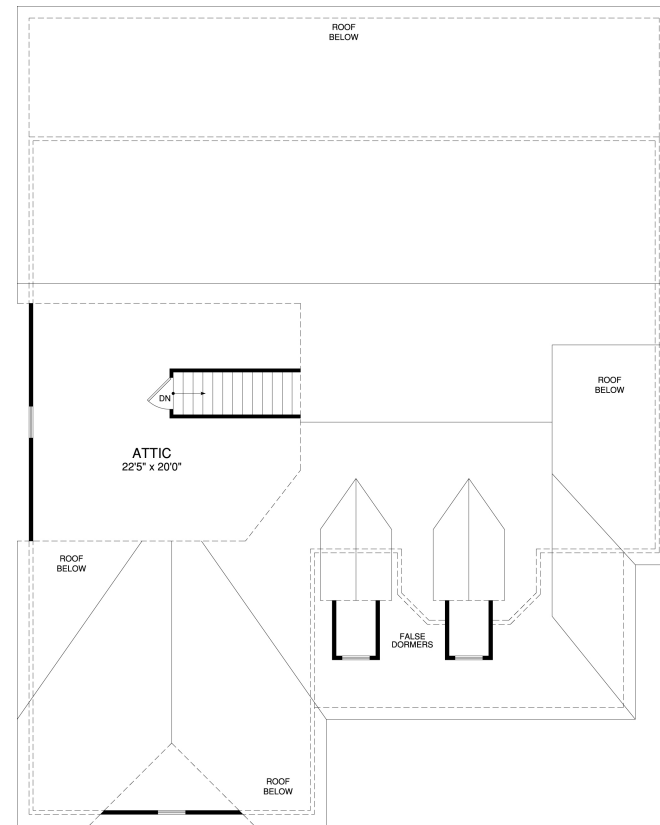 ROOF
BELOW
ROOF
BELOW
DN
ATTIC
22'5" x 20'0"
ROOF
BELOW
FALSE
DORMERS
ROOF
BELOW